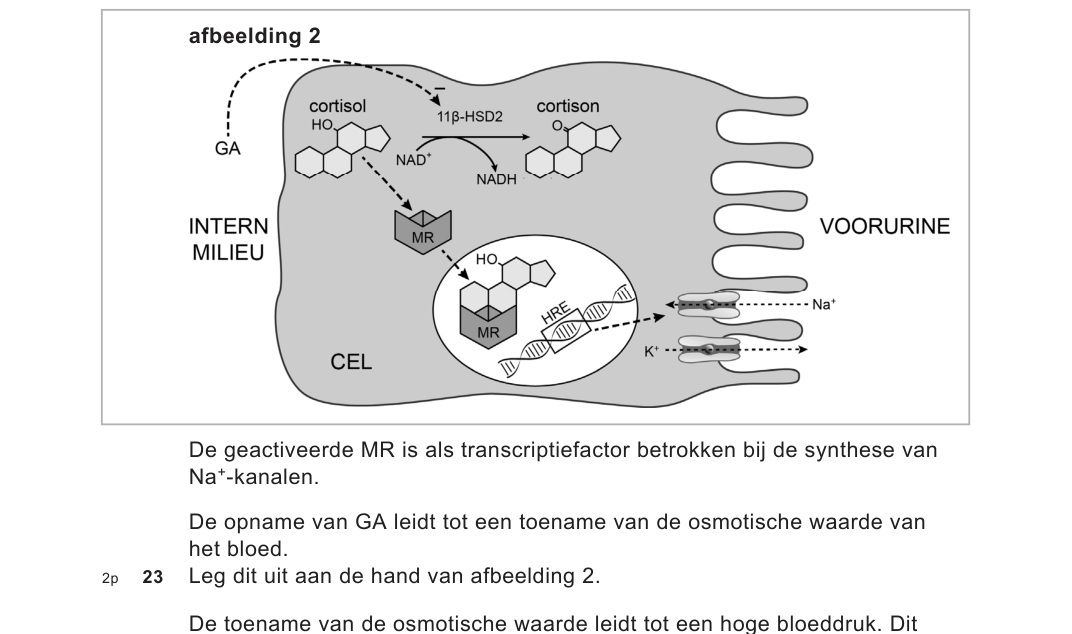 afbeelding 2
cortisol
HO
GA
–
11β-HSD2
NAD⁺
NADH
cortison
O
INTERN
MILIEU
MR
HO
MR
HRE
CEL
VOORURINE
Na⁺
K⁺
De geactiveerde MR is als transcriptiefactor betrokken bij de synthese van
Na⁺-kanalen.
De opname van GA leidt tot een toename van de osmotische waarde van
het bloed.
2p 23 Leg dit uit aan de hand van afbeelding 2.
De toename van de osmotische waarde leidt tot een hoge bloeddruk. Dit